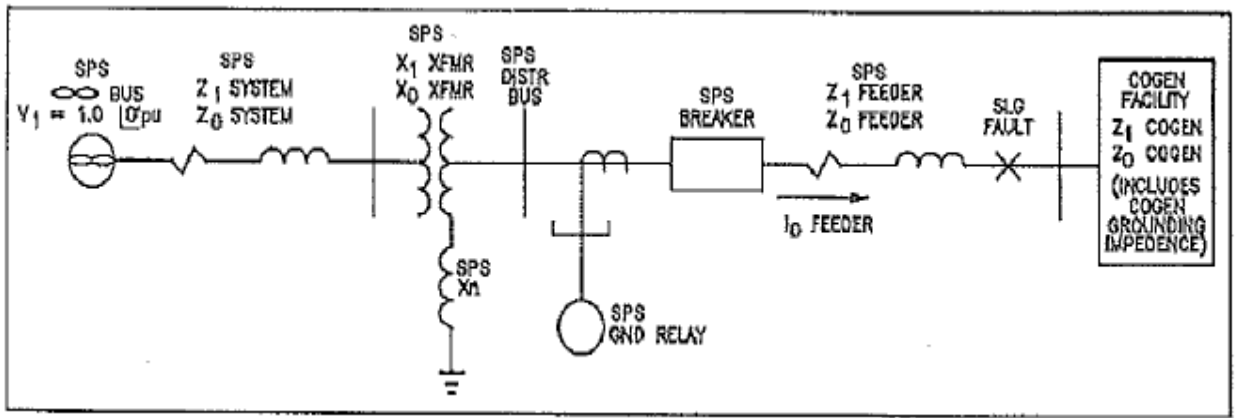 SPS
∞ BUS
V1 = 1.0 |0° pu
SPS
Z1 SYSTEM
Z0 SYSTEM
SPS
X1 XFMR
X0 XFMR
SPS
Xn
SPS
DISTR
BUS
SPS
GND RELAY
SPS
BREAKER
I0 FEEDER
SPS
Z1 FEEDER
Z0 FEEDER
SLG
FAULT
COGEN
FACILITY
Z1 COGEN
Z0 COGEN
(INCLUDES
COGEN
GROUNDING
IMPEDENCE)